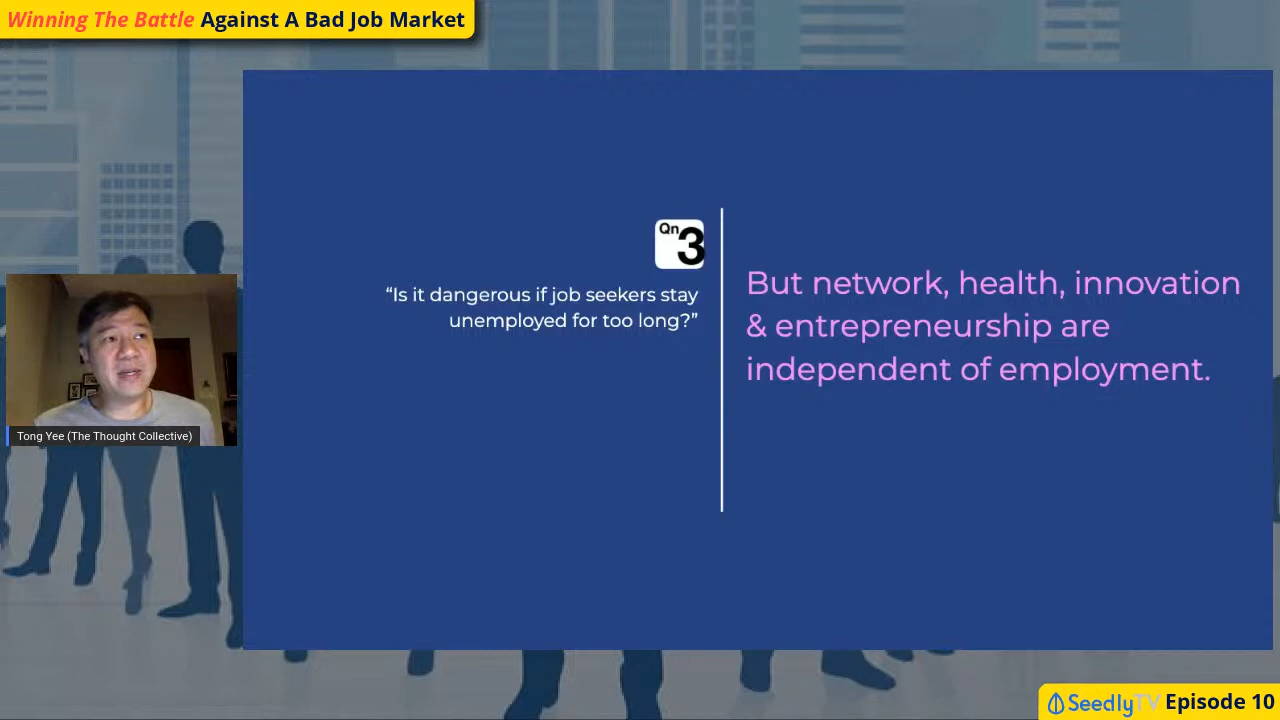 Winning The Battle Against A Bad Job Market
Qn 3
“Is it dangerous if job seekers stay
unemployed for too long?”
But network, health, innovation
& entrepreneurship are
independent of employment.
Tong Yee (The Thought Collective)
SeedlyTV Episode 10